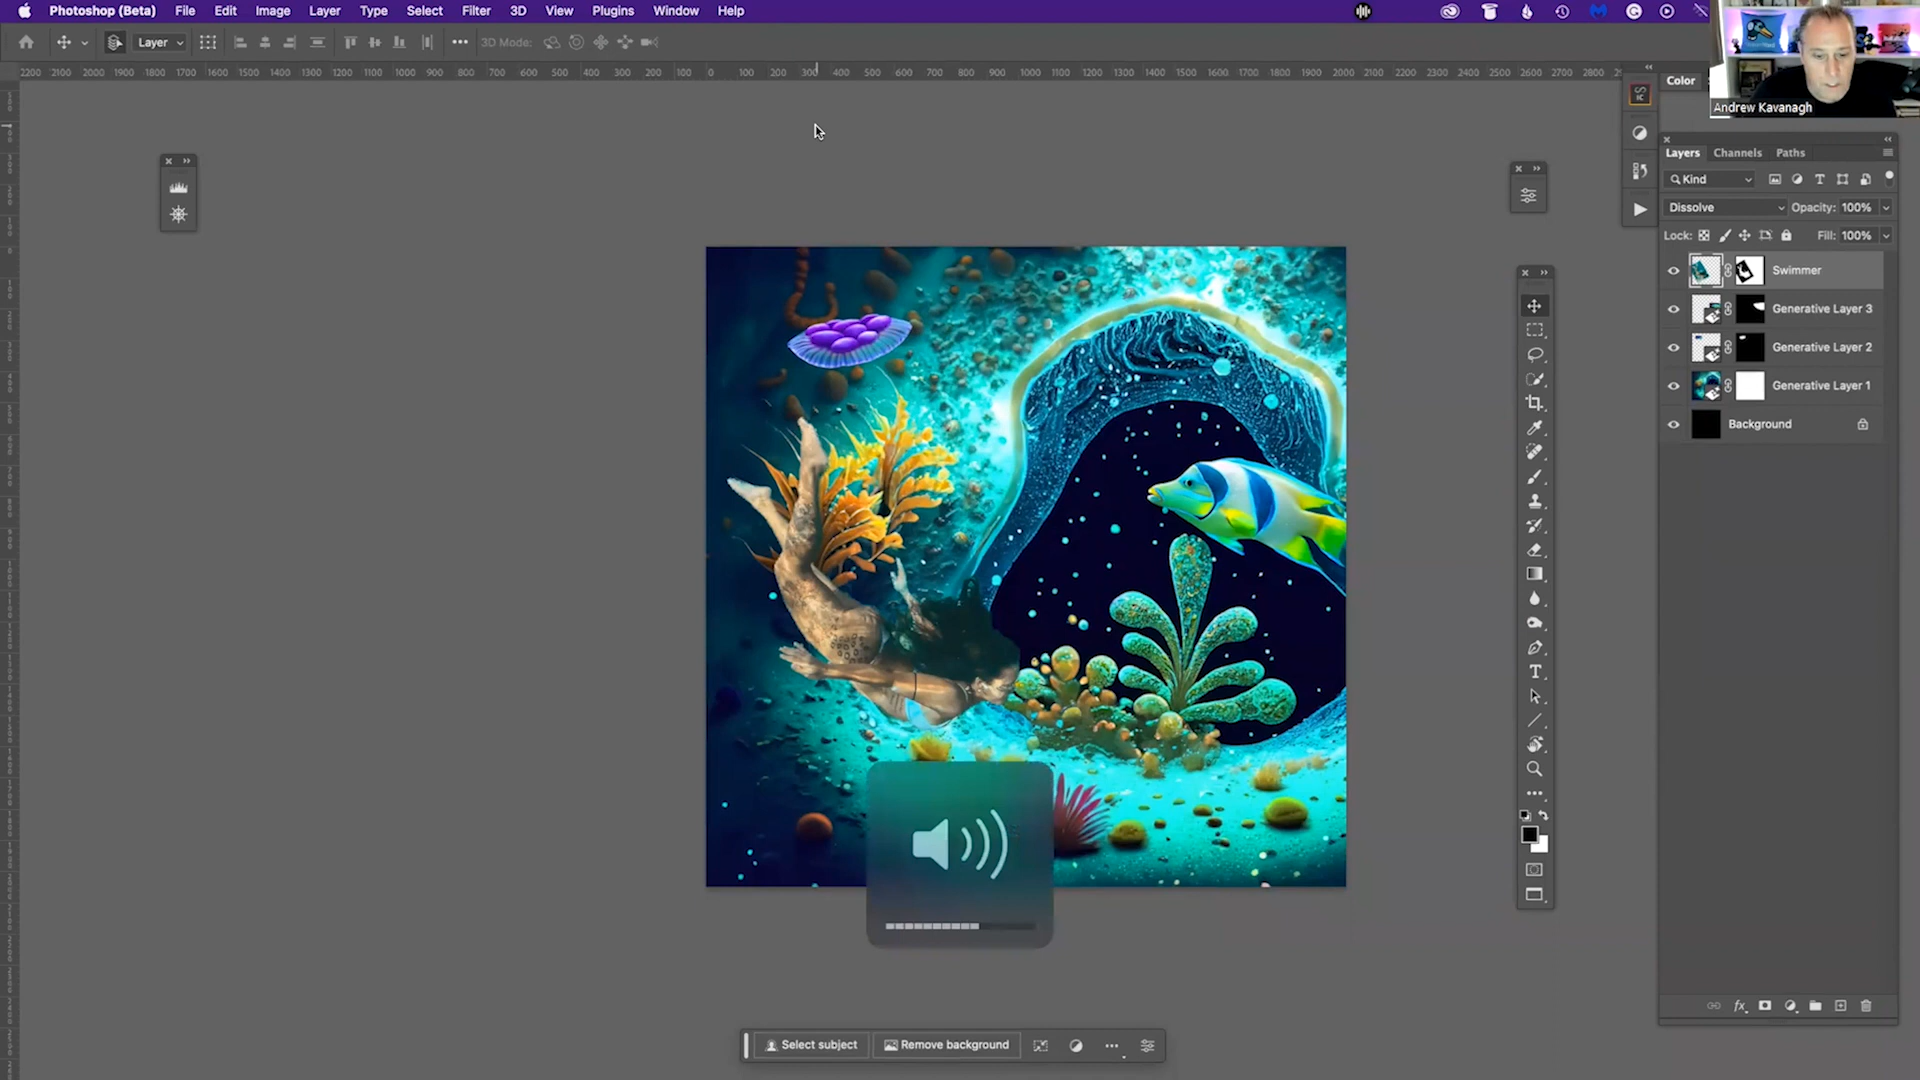 Photoshop (Beta) File Edit Image Layer Type Select Filter 3D View Plugins Window Help
Layer
3D Mode:
2200 2100 2000 1900 1800 1700 1600 1500 1400 1300 1200 1100 1000 900 800 700 600 500 400 300 200 100 0 100 200 300 400 500 600 700 800 900 1000 1100 1200 1300 1400 1500 1600 1700 1800 1900 2000 2100 2200 2300 2400 2500 2600 2700 2800
Color
Andrew Kavanagh
Layers Channels Paths
Kind
Dissolve Opacity: 100%
Lock: Fill: 100%
Swimmer
Generative Layer 3
Generative Layer 2
Generative Layer 1
Background
Select subject Remove background